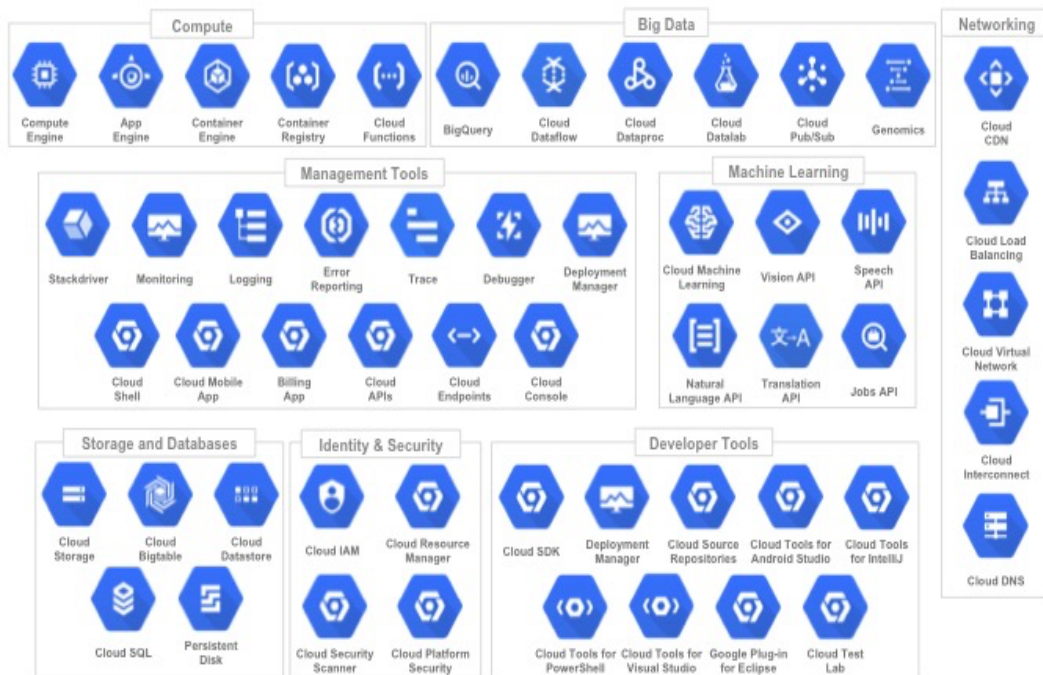 Compute
Compute
Engine
App
Engine
Container
Engine
Container
Registry
Cloud
Functions
Big Data
BigQuery
Cloud
Dataflow
Cloud
Dataproc
Cloud
Datalab
Cloud
Pub/Sub
Genomics
Networking
Cloud
CDN
Cloud Load
Balancing
Cloud Virtual
Network
Cloud
Interconnect
Cloud DNS
Management Tools
Stackdriver
Monitoring
Logging
Error
Reporting
Trace
Debugger
Deployment
Manager
Cloud
Shell
Cloud Mobile
App
Billing
App
Cloud
APIs
Cloud
Endpoints
Cloud
Console
Machine Learning
Cloud Machine
Learning
Vision API
Speech
API
Natural
Language API
文→A
Translation
API
Jobs API
Storage and Databases
Cloud
Storage
Cloud
Bigtable
Cloud
Datastore
Cloud SQL
Persistent
Disk
Identity & Security
Cloud IAM
Cloud Resource
Manager
Cloud Security
Scanner
Cloud Platform
Security
Developer Tools
Cloud SDK
Deployment
Manager
Cloud Source
Repositories
Cloud Tools for
Android Studio
Cloud Tools
for IntelliJ
Cloud Tools for
PowerShell
Cloud Tools for
Visual Studio
Google Plug-in
for Eclipse
Cloud Test
Lab